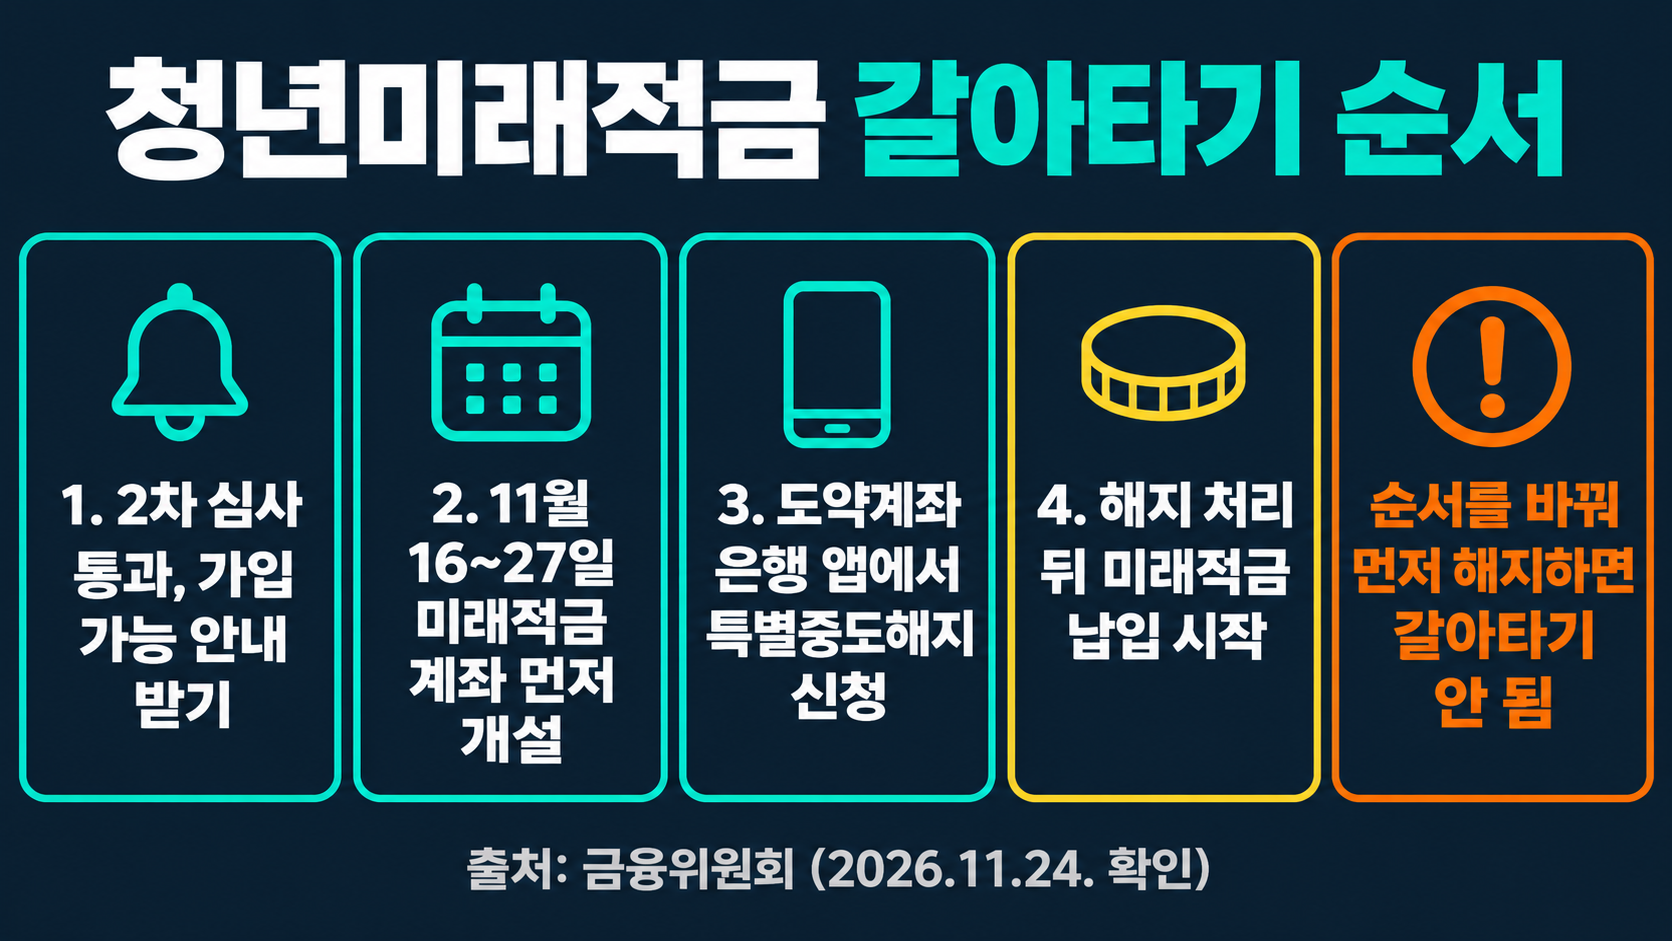 청년미래적금 갈아타기 순서
1. 2차 심사
통과, 가입
가능 안내
받기
2. 11월
16~27일
미래적금
계좌 먼저
개설
3. 도약계좌
은행 앱에서
특별중도해지
신청
4. 해지 처리
뒤 미래적금
납입 시작
순서를 바꿔
먼저 해지하면
갈아타기
안 됨
출처: 금융위원회 (2026.11.24. 확인)